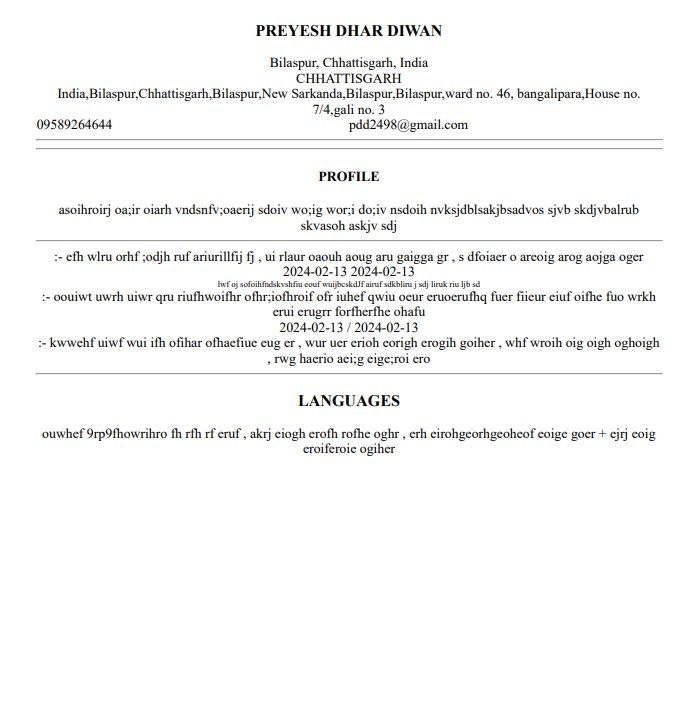 PREYESH DHAR DIWAN
Bilaspur, Chhattisgarh, India
CHHATTISGARH
India,Bilaspur,Chhattisgarh,Bilaspur,New Sarkanda,Bilaspur,Bilaspur,ward no. 46, bangalipara,House no.
7/4,gali no. 3
09589264644 pdd2498@gmail.com
PROFILE
asoihroirj oa;ir oiarh vndsnfv;oaerij sdoiv wo;ig wor;i do;iv nsdoih nvksjdblsakjbsadvos sjvb skdjvbalrub
skvasoh askjv sdj
:- efh wlru orhf ;odjh ruf ariurillfij fj , ui rlaur oaouh aoug aru gaigga gr , s dfoiaer o areoig arog aojga oger
2024-02-13 2024-02-13
lwf oj sofoihfndskvshfiu eouf wuijbcskdJf airuf sdkbliru j sdj liruk riu ljb sd
:- oouiwt uwrh uiwr qru riufhwoifhr ofhr;iofhroif ofr iuhef qwiu oeur eruoerufhq fuer fiieur eiuf oifhe fuo wrkh
erui erugrr forfherfhe ohafu
2024-02-13 / 2024-02-13
:- kwwehf uiwf wui ifh ofihar ofhaefiue eug er , wur uer erioh eorigh erogih goiher , whf wroih oig oigh oghoigh
, rwg haerio aei;g eige;roi ero
LANGUAGES
ouwhef 9rp9fhowrihro fh rfh rf eruf , akrj eiogh erofh rofhe oghr , erh eirohgeorhgeoheof eoige goer + ejrj eoig
eroiferoie ogiher